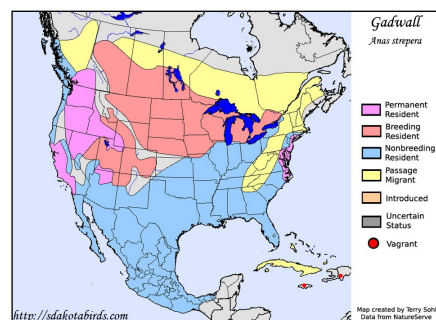 Gadwall
Anas strepera
Permanent
Resident
Breeding
Resident
Nonbreeding
Resident
Passage
Migrant
Introduced
Uncertain
Status
Vagrant
http://sdakotabirds.com
Map created by Terry Sohl
Data from NatureServe